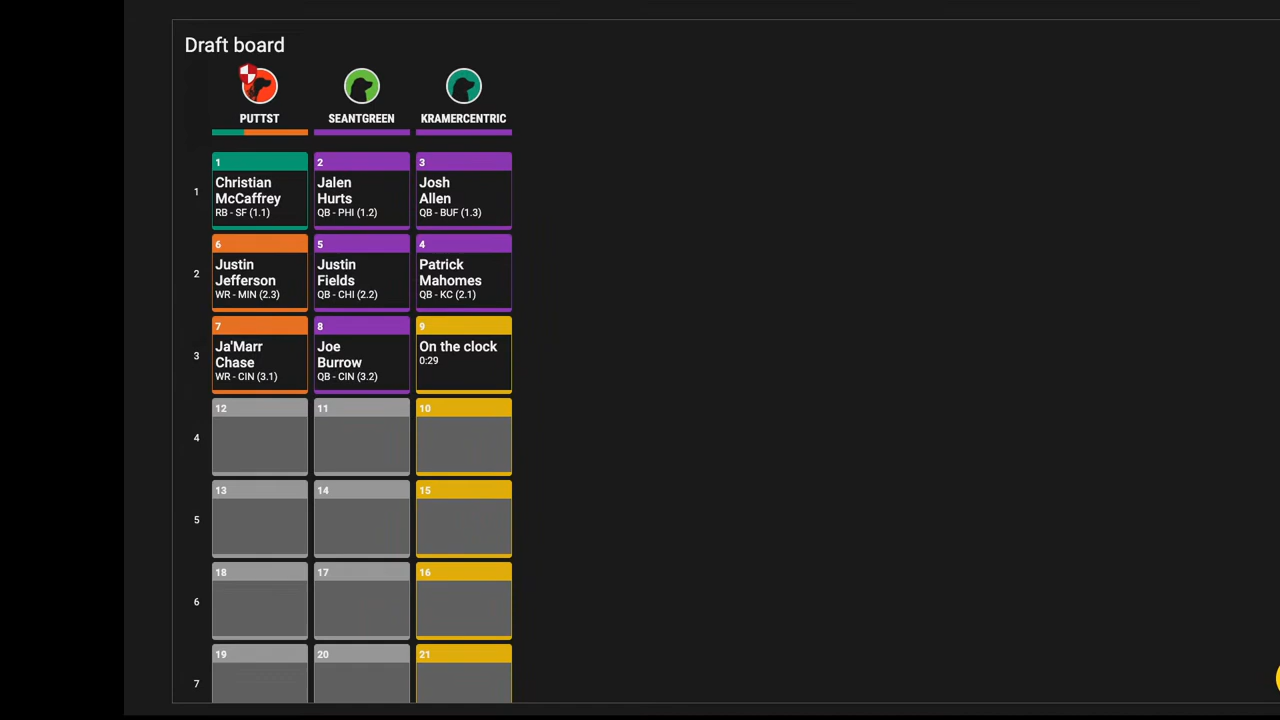 Draft board
PUTTST
SEANTGREEN
KRAMERCENTRIC
1
1
Christian
McCaffrey
RB - SF (1.1)
2
Jalen
Hurts
QB - PHI (1.2)
3
Josh
Allen
QB - BUF (1.3)
2
6
Justin
Jefferson
WR - MIN (2.3)
5
Justin
Fields
QB - CHI (2.2)
4
Patrick
Mahomes
QB - KC (2.1)
3
7
Ja'Marr
Chase
WR - CIN (3.1)
8
Joe
Burrow
QB - CIN (3.2)
9
On the clock
0:29
4
12
11
10
5
13
14
15
6
18
17
16
7
19
20
21